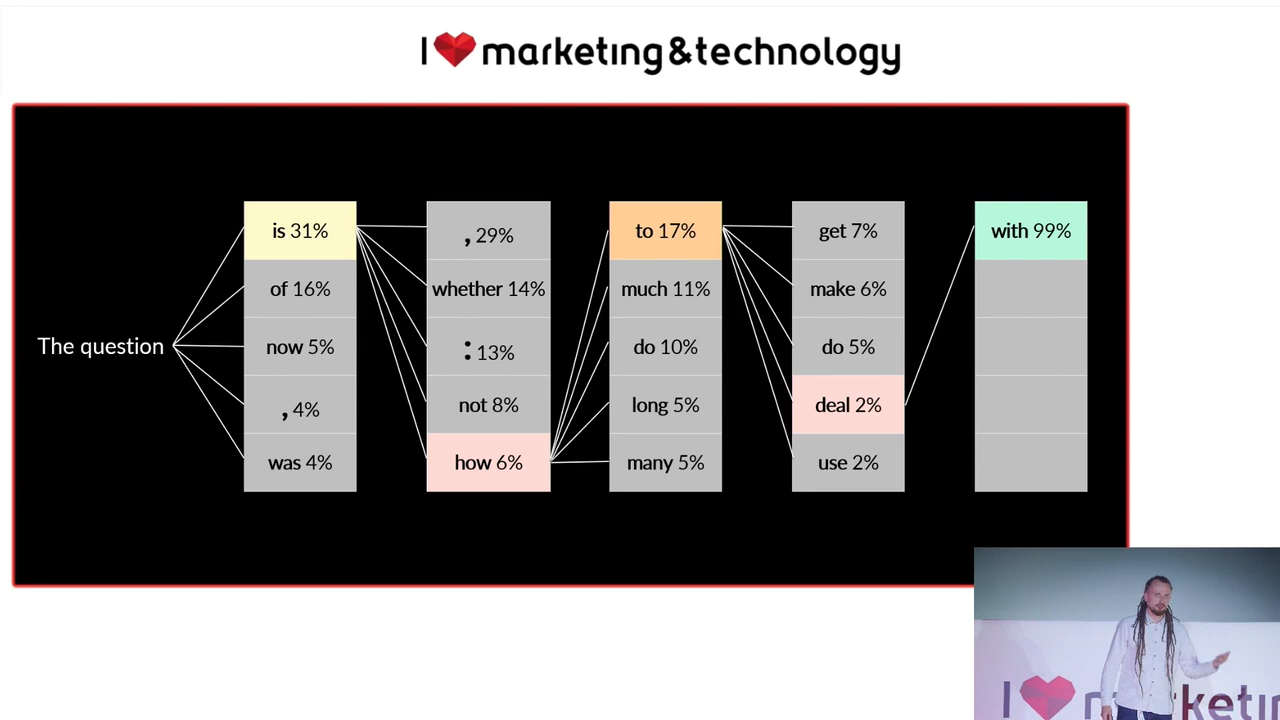 I marketing&technology
The question
is 31%
of 16%
now 5%
, 4%
was 4%
, 29%
whether 14%
: 13%
not 8%
how 6%
to 17%
much 11%
do 10%
long 5%
many 5%
get 7%
make 6%
do 5%
deal 2%
use 2%
with 99%